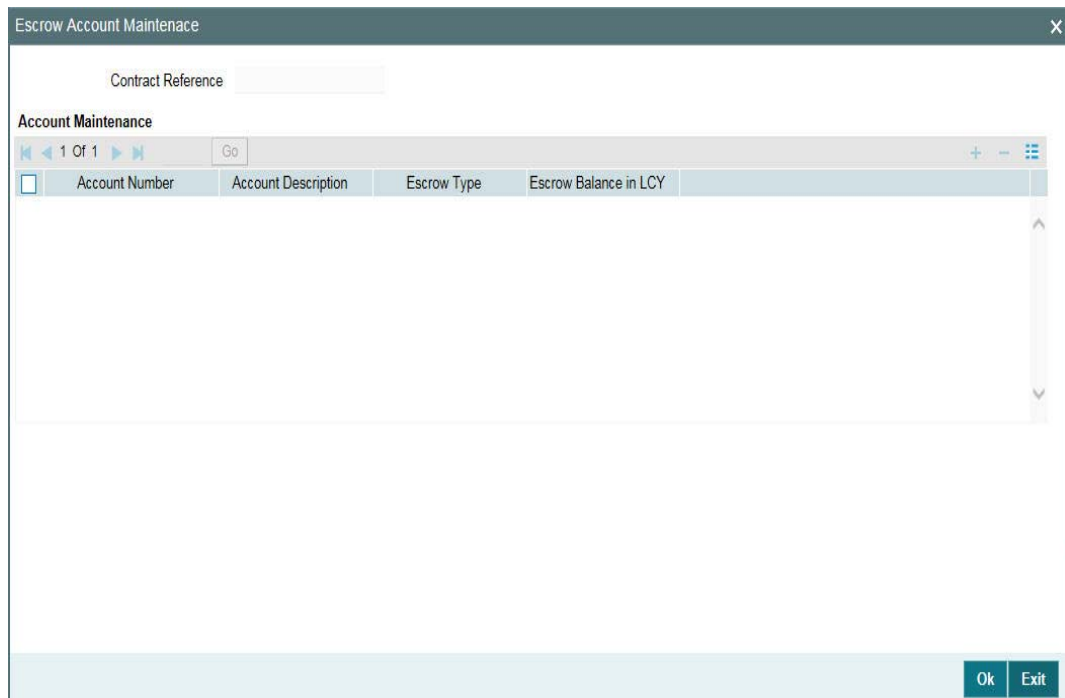 Escrow Account Maintenace
X
Contract Reference
Account Maintenance
1 Of 1 Go
Account Number Account Description Escrow Type Escrow Balance in LCY
Ok Exit